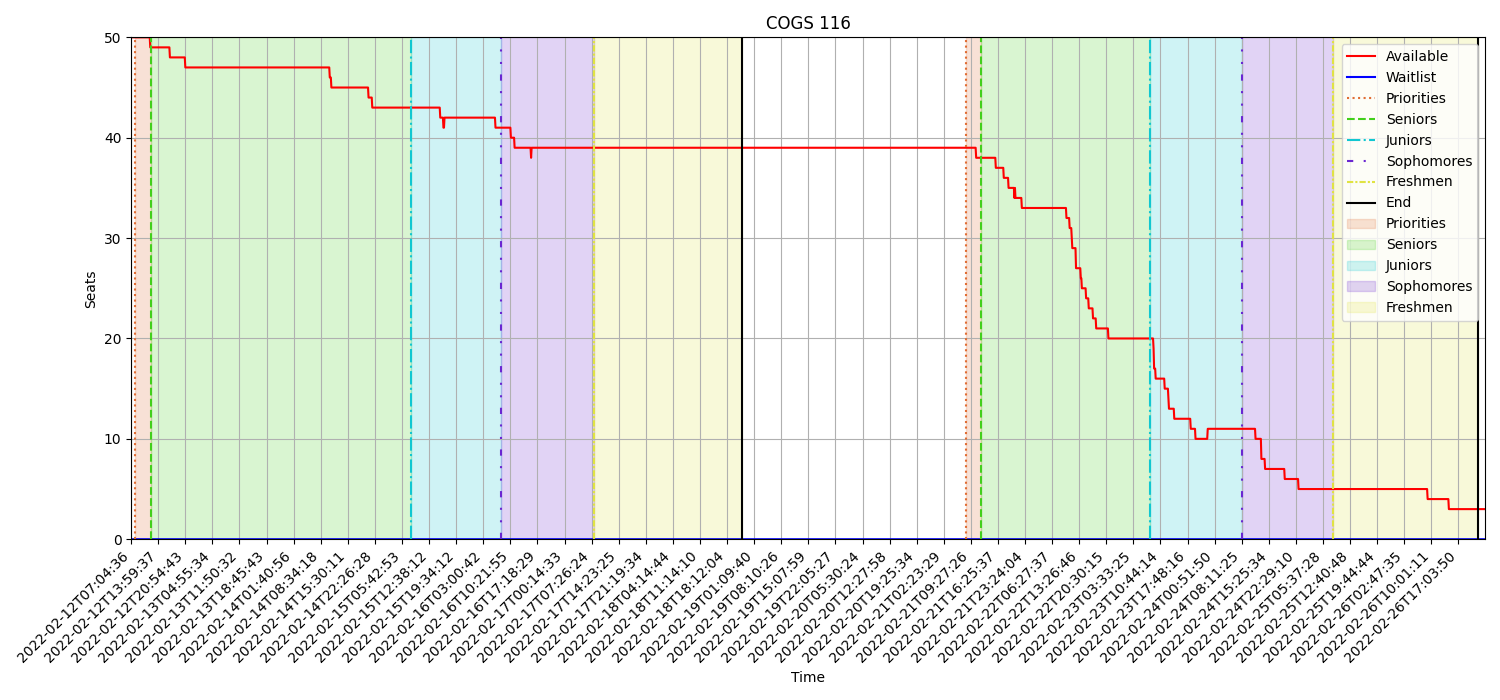 COGS 116
50
40
30
20
10
0
Seats
Available
Waitlist
Priorities
Seniors
Juniors
Sophomores
Freshmen
End
Priorities
Seniors
Juniors
Sophomores
Freshmen
2022-02-12T07:04:36
2022-02-12T13:59:37
2022-02-12T20:54:43
2022-02-13T04:55:34
2022-02-13T11:50:32
2022-02-13T18:45:43
2022-02-14T01:40:56
2022-02-14T08:34:18
2022-02-14T15:30:11
2022-02-14T22:26:28
2022-02-15T05:42:53
2022-02-15T12:38:12
2022-02-15T19:34:12
2022-02-16T03:00:42
2022-02-16T10:21:55
2022-02-16T17:18:29
2022-02-17T00:14:33
2022-02-17T07:26:24
2022-02-17T14:23:25
2022-02-17T21:19:34
2022-02-18T04:14:44
2022-02-18T11:14:10
2022-02-18T18:12:04
2022-02-19T01:09:40
2022-02-19T08:10:26
2022-02-19T15:07:59
2022-02-19T22:05:27
2022-02-20T05:30:24
2022-02-20T12:27:58
2022-02-20T19:25:34
2022-02-21T02:23:29
2022-02-21T09:27:26
2022-02-21T16:25:37
2022-02-21T23:24:04
2022-02-22T06:27:37
2022-02-22T13:26:46
2022-02-22T20:30:15
2022-02-23T03:33:25
2022-02-23T10:44:14
2022-02-23T17:48:16
2022-02-24T00:51:50
2022-02-24T08:11:25
2022-02-24T15:25:34
2022-02-24T22:29:10
2022-02-25T05:37:28
2022-02-25T12:40:48
2022-02-25T19:44:44
2022-02-26T02:47:35
2022-02-26T10:01:11
2022-02-26T17:03:50
Time